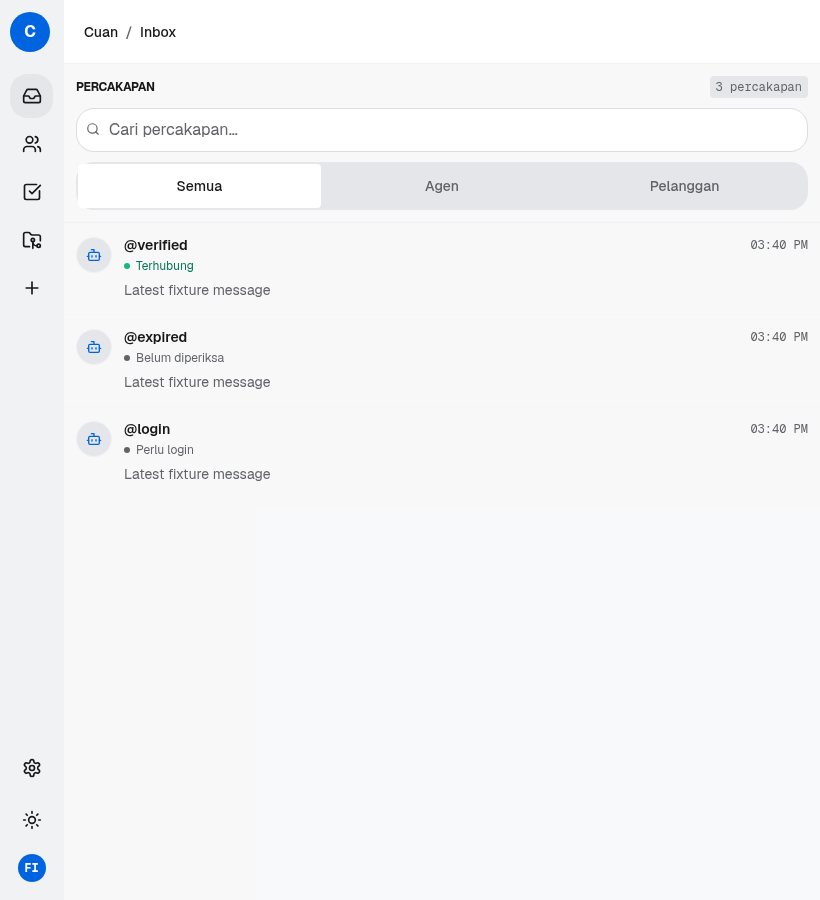 C
Cuan / Inbox
PERCAKAPAN
3 percakapan
Cari percakapan...
Semua
Agen
Pelanggan
@verified
03:40 PM
Terhubung
Latest fixture message
@expired
03:40 PM
Belum diperiksa
Latest fixture message
@login
03:40 PM
Perlu login
Latest fixture message
FI